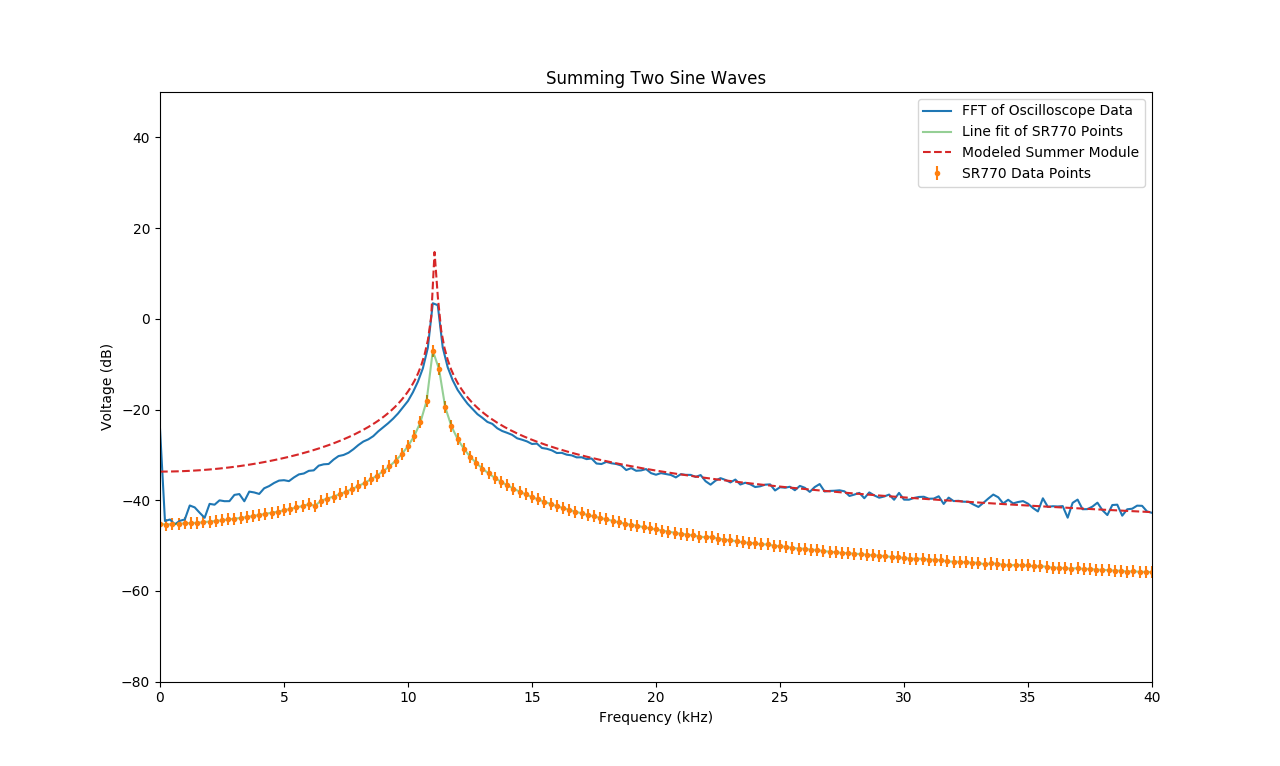 Summing Two Sine Waves
FFT of Oscilloscope Data
Line fit of SR770 Points
Modeled Summer Module
SR770 Data Points
Voltage (dB)
40
20
0
−20
−40
−60
−80
0 5 10 15 20 25 30 35 40
Frequency (kHz)